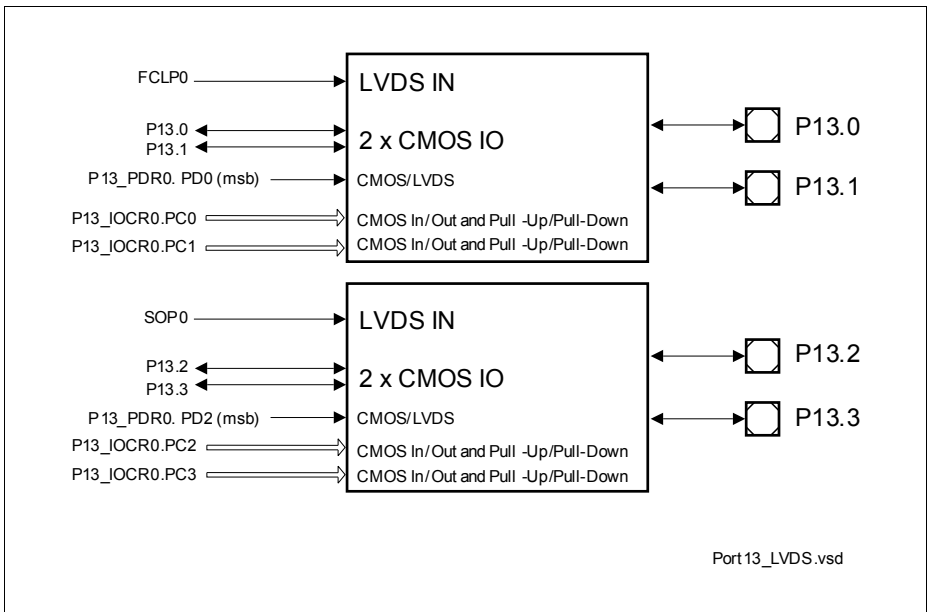 FCLP0
LVDS IN
P13.0
P13.1
2 x CMOS IO
P13_PDR0. PD0 (msb)
CMOS/LVDS
P13_IOCR0.PC0
CMOS In/Out and Pull -Up/Pull-Down
P13_IOCR0.PC1
CMOS In/Out and Pull -Up/Pull-Down
P13.0
P13.1
SOP0
LVDS IN
P13.2
P13.3
2 x CMOS IO
P13_PDR0. PD2 (msb)
CMOS/LVDS
P13_IOCR0.PC2
CMOS In/Out and Pull -Up/Pull-Down
P13_IOCR0.PC3
CMOS In/Out and Pull -Up/Pull-Down
P13.2
P13.3
Port13_LVDS.vsd